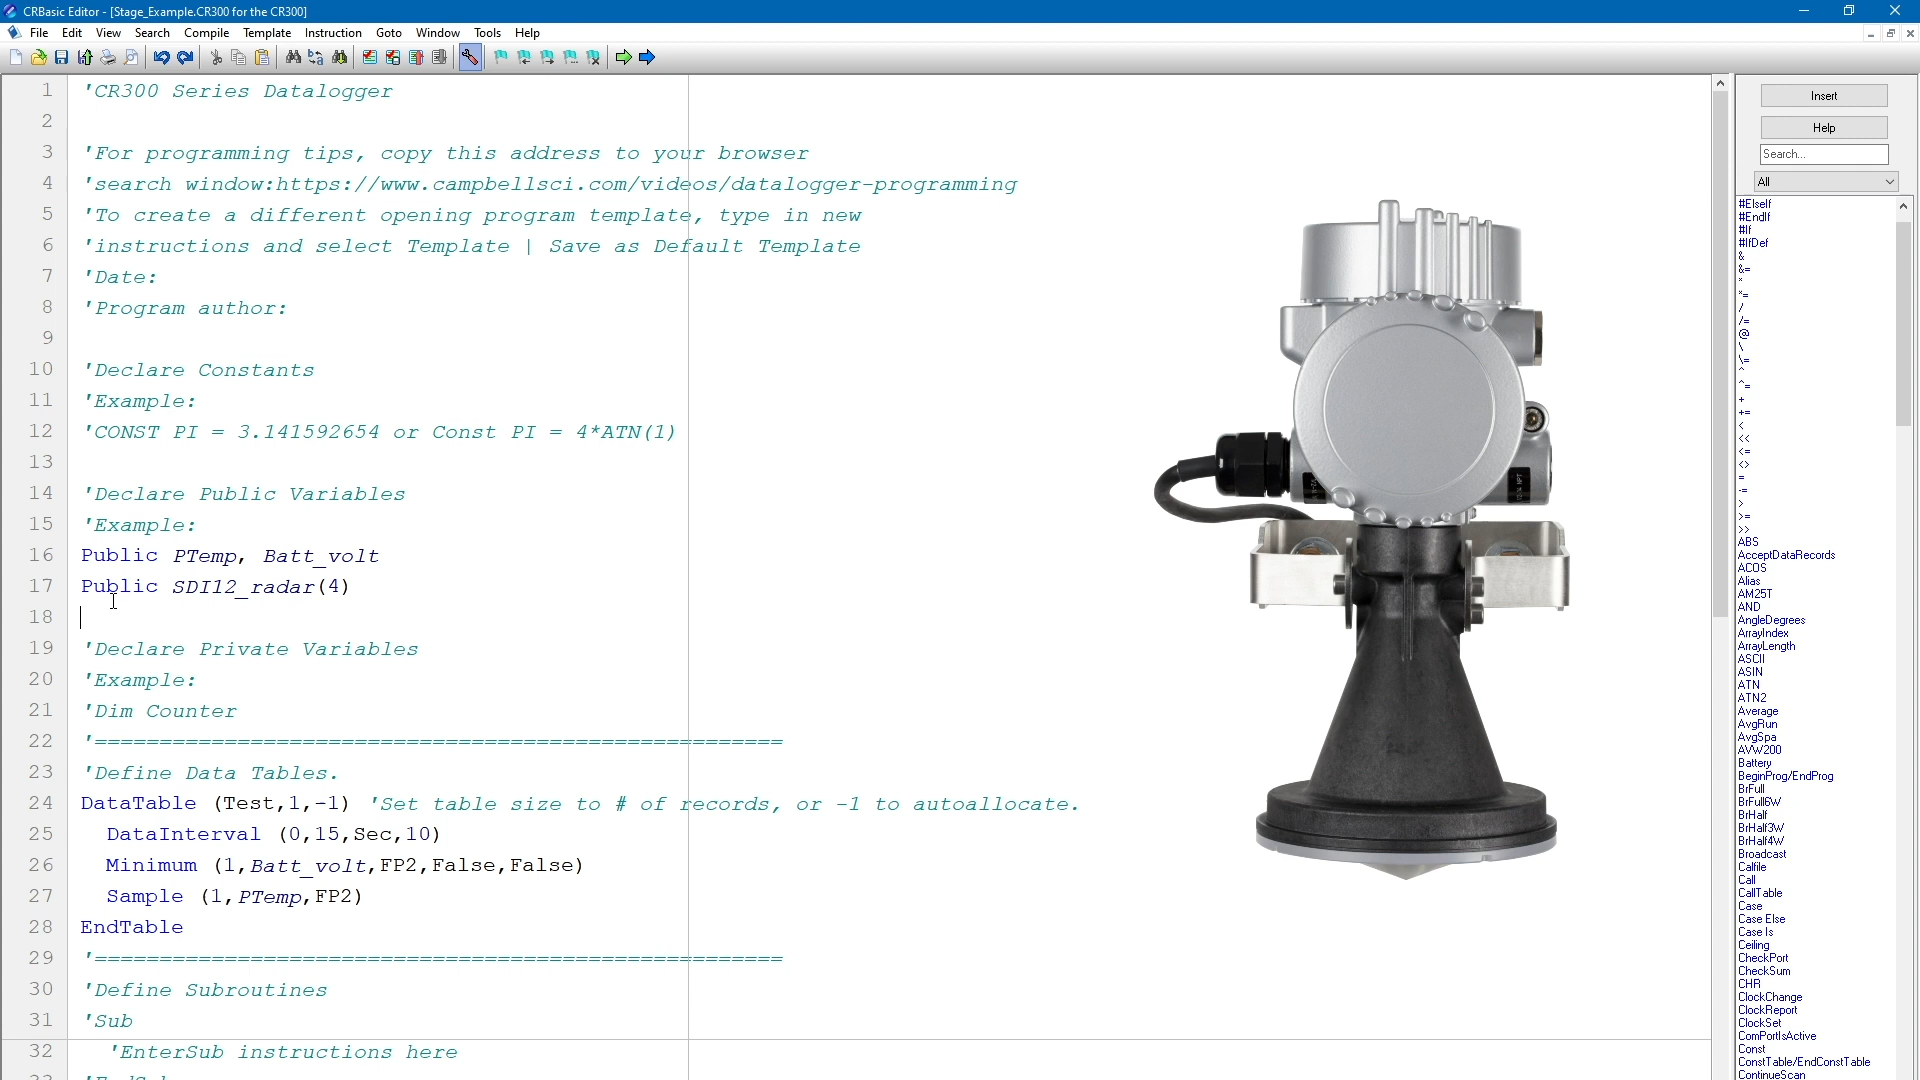 CRBasic Editor - [Stage_Example.CR300 for the CR300]
File Edit View Search Compile Template Instruction Goto Window Tools Help
1 'CR300 Series Datalogger
2
3 'For programming tips, copy this address to your browser
4 'search window:https://www.campbellsci.com/videos/datalogger-programming
5 'To create a different opening program template, type in new
6 'instructions and select Template | Save as Default Template
7 'Date:
8 'Program author:
9
10 'Declare Constants
11 'Example:
12 'CONST PI = 3.141592654 or Const PI = 4*ATN(1)
13
14 'Declare Public Variables
15 'Example:
16 Public PTemp, Batt_volt
17 Public SDI12_radar(4)
18
19 'Declare Private Variables
20 'Example:
21 'Dim Counter
22 '=====================================================
23 'Define Data Tables.
24 DataTable (Test,1,-1) 'Set table size to # of records, or -1 to autoallocate.
25 DataInterval (0,15,Sec,10)
26 Minimum (1,Batt_volt,FP2,False,False)
27 Sample (1,PTemp,FP2)
28 EndTable
29 '=====================================================
30 'Define Subroutines
31 'Sub
32 'EnterSub instructions here
Insert
Help
Search...
All
#ElseIf
#EndIf
#If
#IfDef
&
&=
*
*=
/
/=
@
\
\=
^
^=
+
+=
<
<<
<=
<>
=
-=
>
>=
>>
ABS
AcceptDataRecords
ACOS
Alias
AM25T
AND
AngleDegrees
ArrayIndex
ArrayLength
ASCII
ASIN
ATN
ATN2
Average
AvgRun
AvgSpa
AVW200
Battery
BeginProg/EndProg
BrFull
BrFull6W
BrHalf
BrHalf3W
BrHalf4W
Broadcast
Calfile
Call
CallTable
Case
Case Else
Case Is
Ceiling
CheckPort
CheckSum
CHR
ClockChange
ClockReport
ClockSet
ComPortIsActive
Const
ConstTable/EndConstTable
ContinueScan